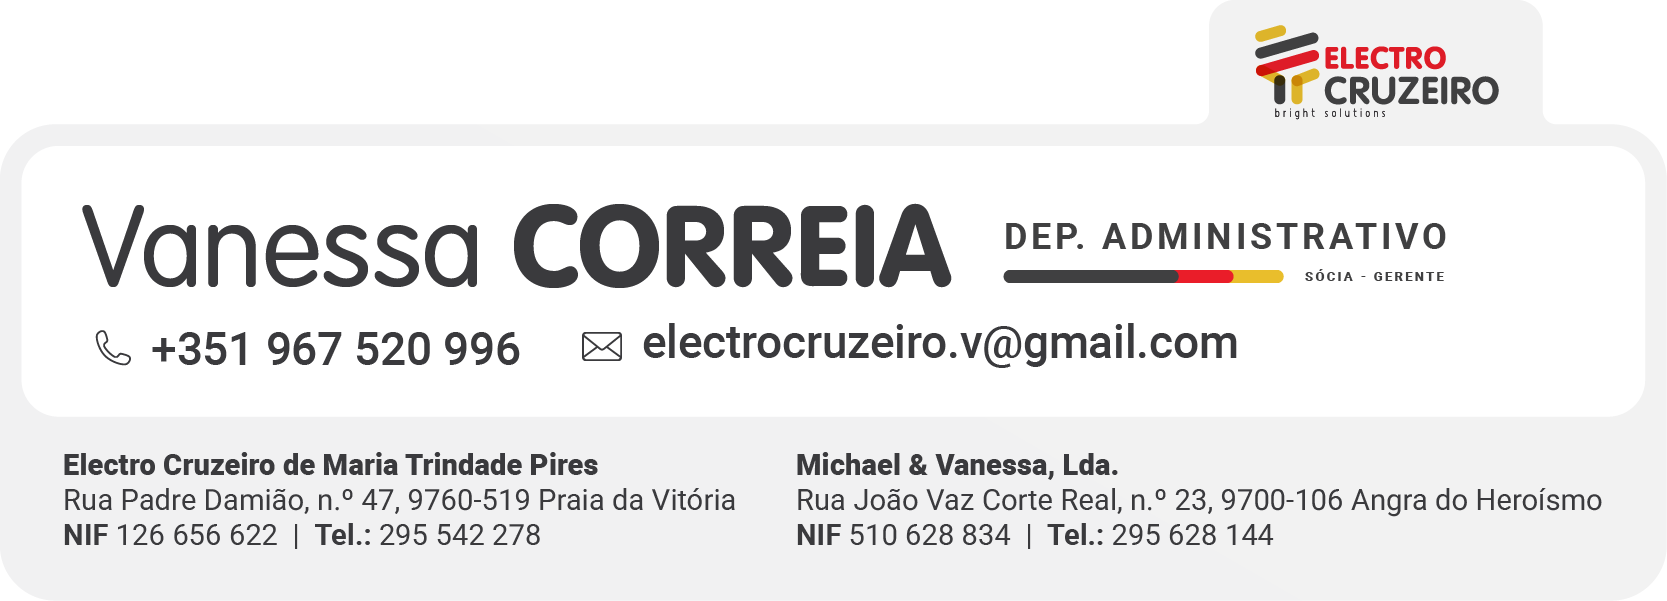 ELECTRO
CRUZEIRO
bright solutions
Vanessa CORREIA
DEP. ADMINISTRATIVO
SÓCIA - GERENTE
+351 967 520 996
electrocruzeiro.v@gmail.com
Electro Cruzeiro de Maria Trindade Pires
Rua Padre Damião, n.º 47, 9760-519 Praia da Vitória
NIF 126 656 622 | Tel.: 295 542 278
Michael & Vanessa, Lda.
Rua João Vaz Corte Real, n.º 23, 9700-106 Angra do Heroísmo
NIF 510 628 834 | Tel.: 295 628 144